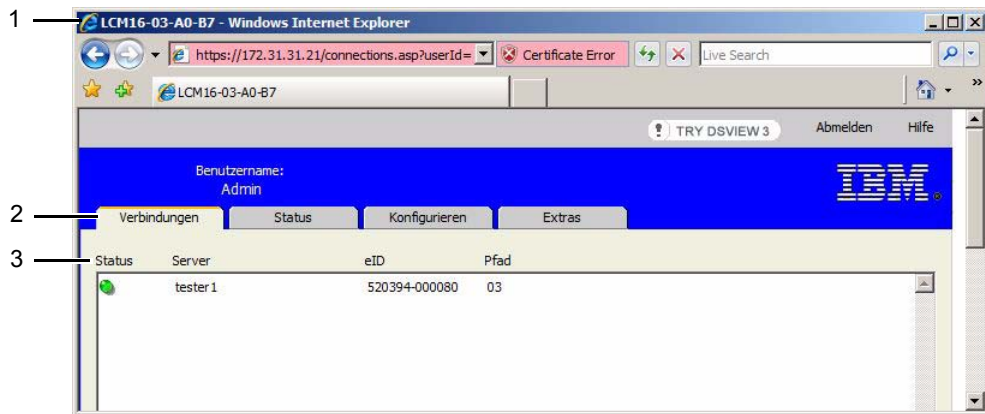 1
LCM16-03-A0-B7 - Windows Internet Explorer
https://172.31.31.21/connections.asp?userId= Certificate Error Live Search
LCM16-03-A0-B7 »
! TRY DSVIEW 3 Abmelden Hilfe
Benutzername:
Admin
IBM
2 Verbindungen Status Konfigurieren Extras
3 Status Server eID Pfad
tester1 520394-000080 03